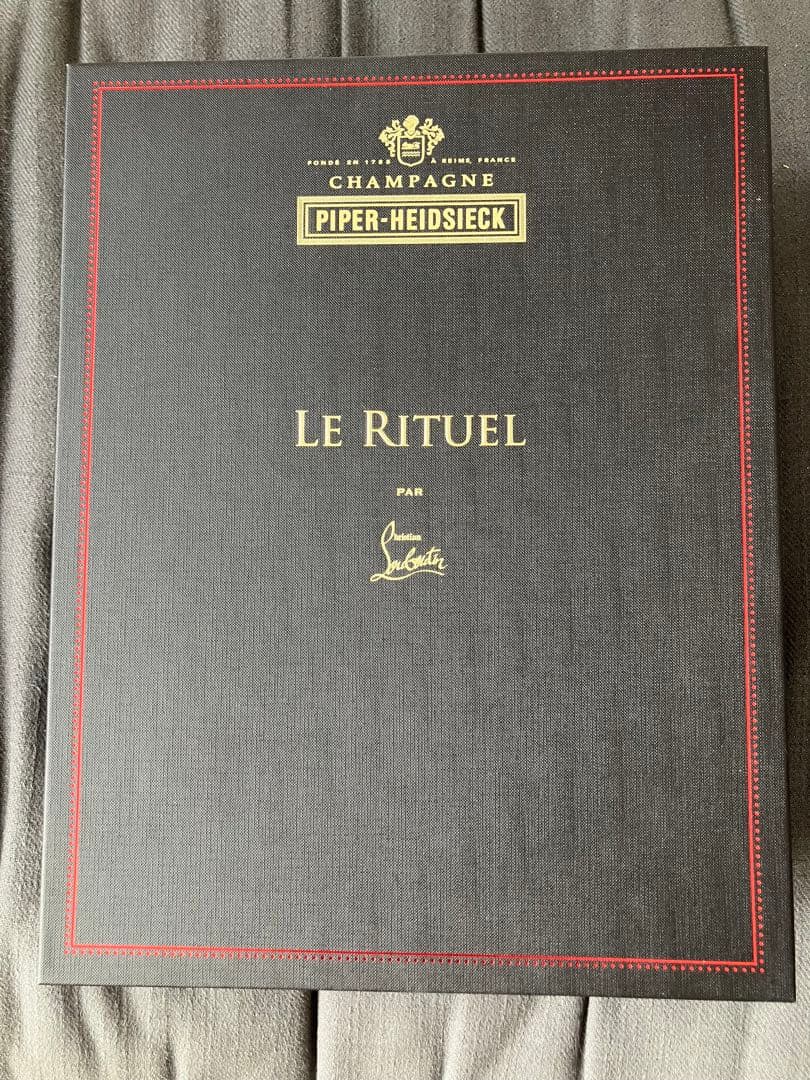 FONDÉ EN 1785 À REIMS, FRANCE
CHAMPAGNE
PIPER-HEIDSIECK
LE RITUEL
PAR
Christian
Louboutin